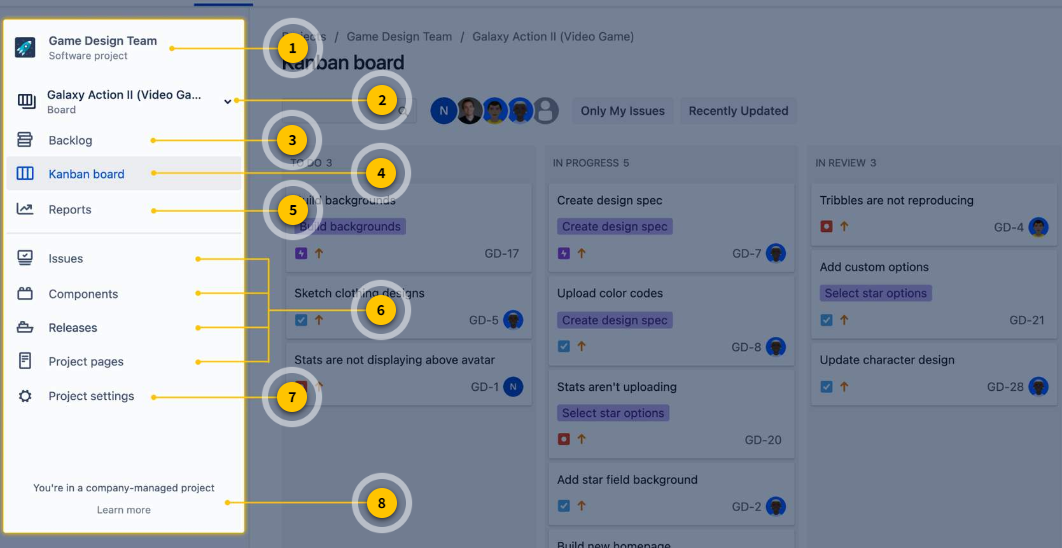 Game Design Team
Software project
Galaxy Action II (Video Ga...
Board
Backlog
Kanban board
Reports
Issues
Components
Releases
Project pages
Project settings
You're in a company-managed project
Learn more
1
2
3
4
5
6
7
8
Projects / Game Design Team / Galaxy Action II (Video Game)
Kanban board
N
Only My Issues
Recently Updated
TO DO 3
Build backgrounds
Build backgrounds
GD-17
Sketch clothing designs
GD-5
Stats are not displaying above avatar
GD-1 N
IN PROGRESS 5
Create design spec
Create design spec
GD-7
Upload color codes
Create design spec
GD-8
Stats aren't uploading
Select star options
GD-20
Add star field background
GD-2
Build new homepage
IN REVIEW 3
Tribbles are not reproducing
GD-4
Add custom options
Select star options
GD-21
Update character design
GD-28